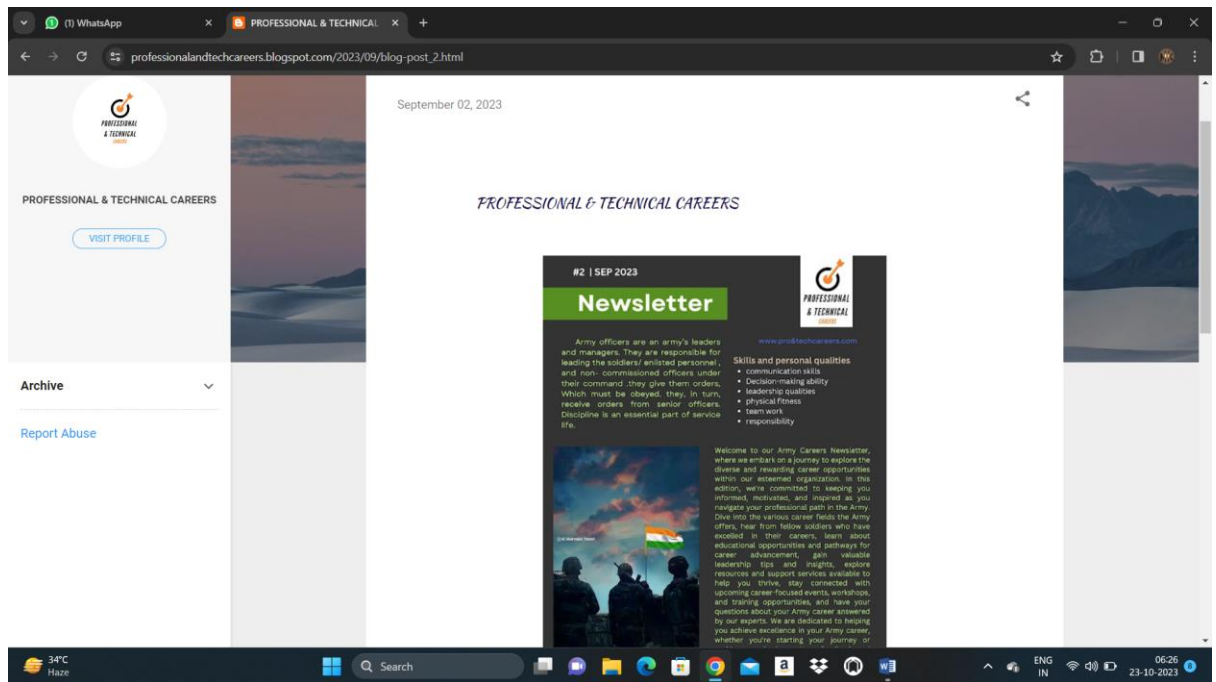 (1) WhatsApp
PROFESSIONAL & TECHNICAL
professionalandtechcareers.blogspot.com/2023/09/blog-post_2.html
PROFESSIONAL
& TECHNICAL
CAREERS
PROFESSIONAL & TECHNICAL CAREERS
VISIT PROFILE
Archive
Report Abuse
September 02, 2023
PROFESSIONAL & TECHNICAL CAREERS
#2 | SEP 2023
Newsletter
PROFESSIONAL
& TECHNICAL
CAREERS
Army officers are an army's leaders
and managers. They are responsible for
leading the soldiers/ enlisted personnel ,
and non- commissioned officers under
their command .they give them orders,
Which must be obeyed. they, in turn,
receive orders from senior officers.
Discipline is an essential part of service
life.
www.pro&techcareers.com
Skills and personal qualities
• communication skills
• Decision-making ability
• leadership qualities
• physical fitness
• team work
• responsibility
Welcome to our Army Careers Newsletter,
where we embark on a journey to explore the
diverse and rewarding career opportunities
within our esteemed organization. In this
edition, we're committed to keeping you
informed, motivated, and inspired as you
navigate your professional path in the Army.
Dive into the various career fields the Army
offers, hear from fellow soldiers who have
excelled in their careers, learn about
educational opportunities and pathways for
career advancement, gain valuable
leadership tips and insights, explore
resources and support services available to
help you thrive, stay connected with
upcoming career-focused events, workshops,
and training opportunities, and have your
questions about your Army career answered
by our experts. We are dedicated to helping
you achieve excellence in your Army career,
whether you're starting your journey or
34°C
Haze
Search
ENG
IN
06:26
23-10-2023